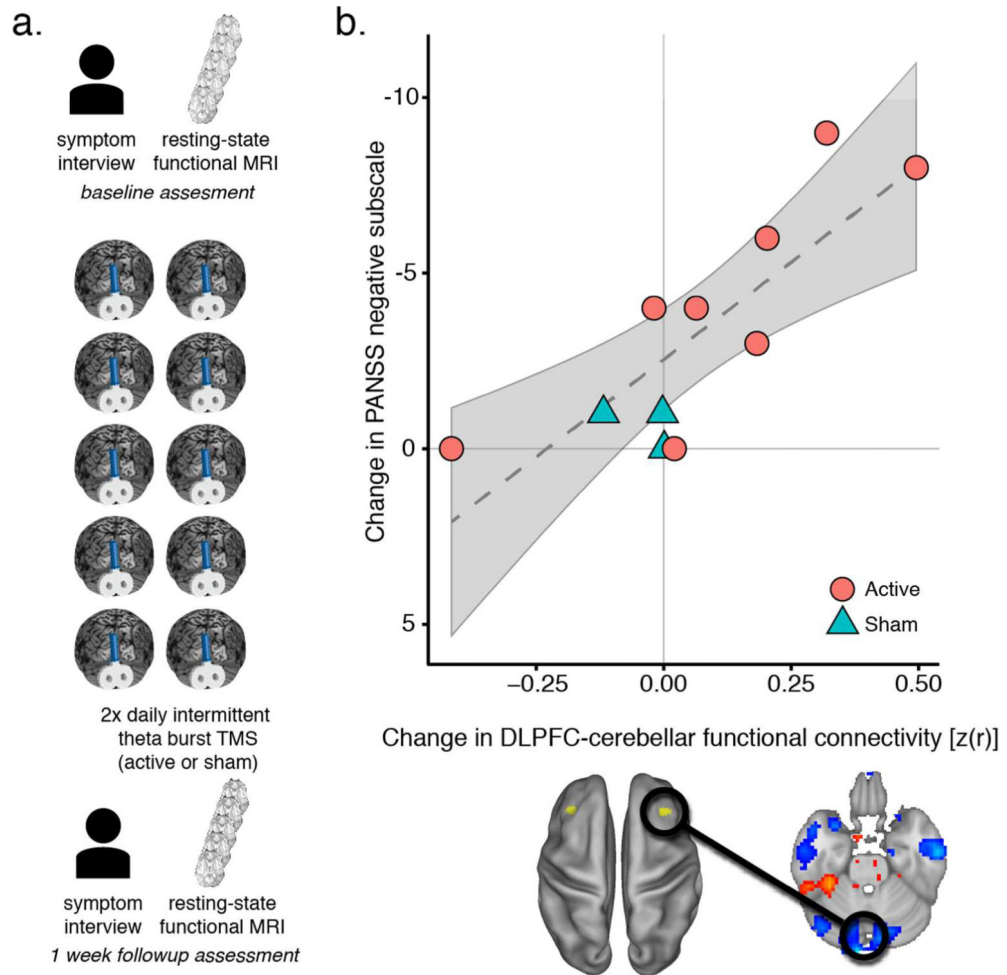 a.
symptom
interview
resting-state
functional MRI
baseline assesment
2x daily intermittent
theta burst TMS
(active or sham)
symptom
interview
resting-state
functional MRI
1 week followup assessment
b.
Change in PANSS negative subscale
-10
-5
0
5
Active
Sham
−0.25
0.00
0.25
0.50
Change in DLPFC-cerebellar functional connectivity [z(r)]